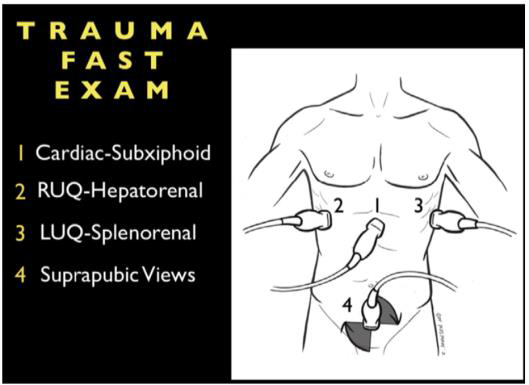 TRAUMA
FAST
EXAM
1 Cardiac-Subxiphoid
2 RUQ-Hepatorenal
3 LUQ-Splenorenal
4 Suprapubic Views
2 1 3
4